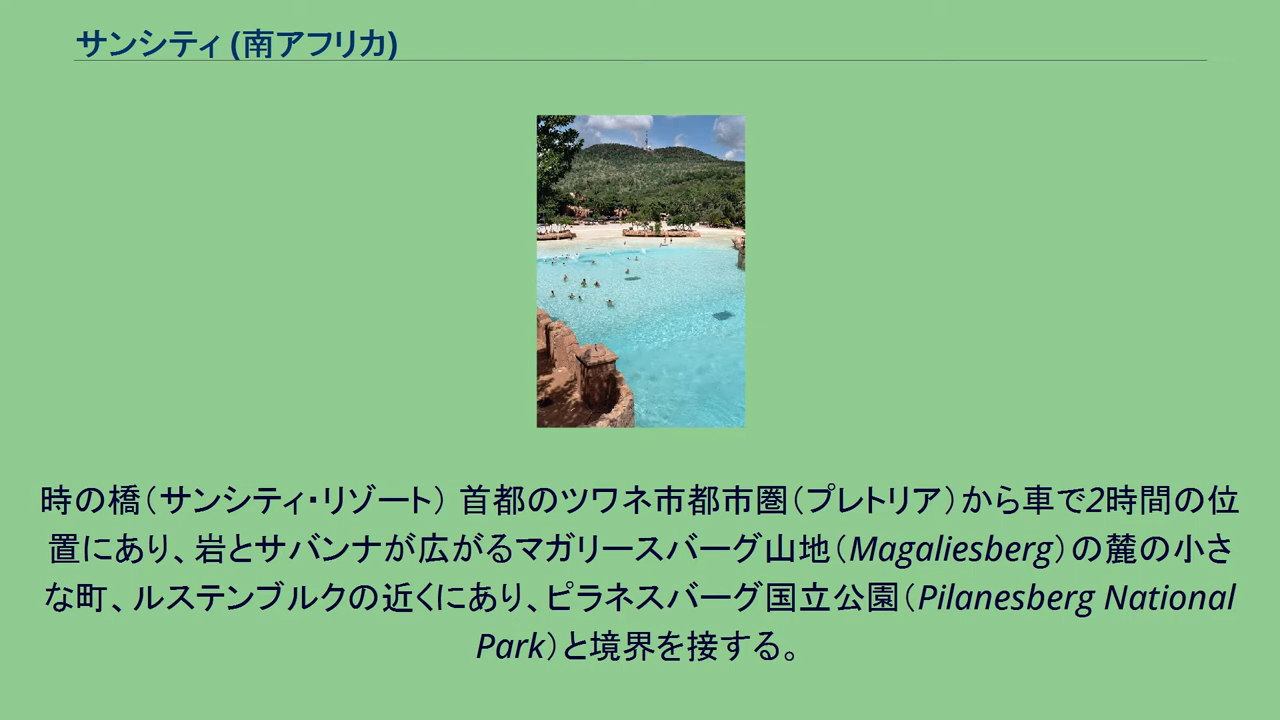 サンシティ (南アフリカ)
時の橋（サンシティ・リゾート） 首都のツワネ市都市圏（プレトリア）から車で2時間の位
置にあり、岩とサバンナが広がるマガリースバーグ山地（Magaliesberg）の麓の小さ
な町、ルステンブルクの近くにあり、ピラネスバーグ国立公園（Pilanesberg National
Park）と境界を接する。